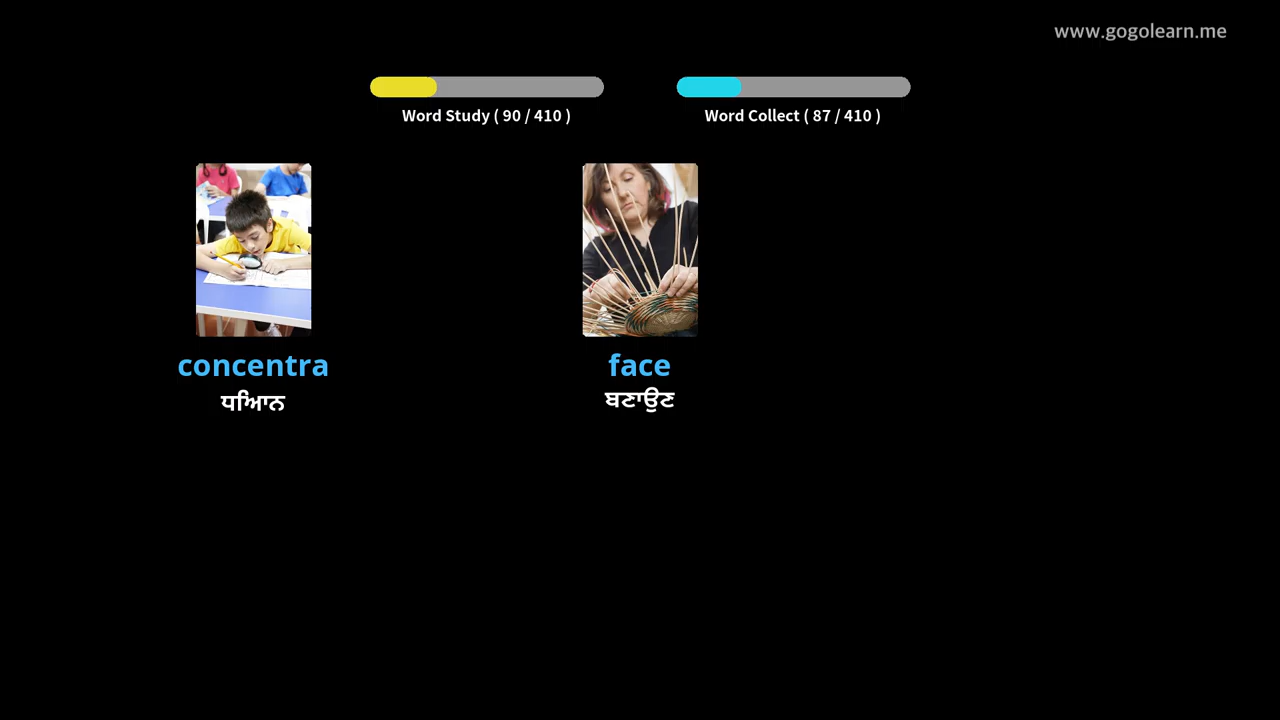 www.gogolearn.me
Word Study ( 90 / 410 )
Word Collect ( 87 / 410 )
concentra
ਧਿਆਨ
face
ਬਣਾਉਣ